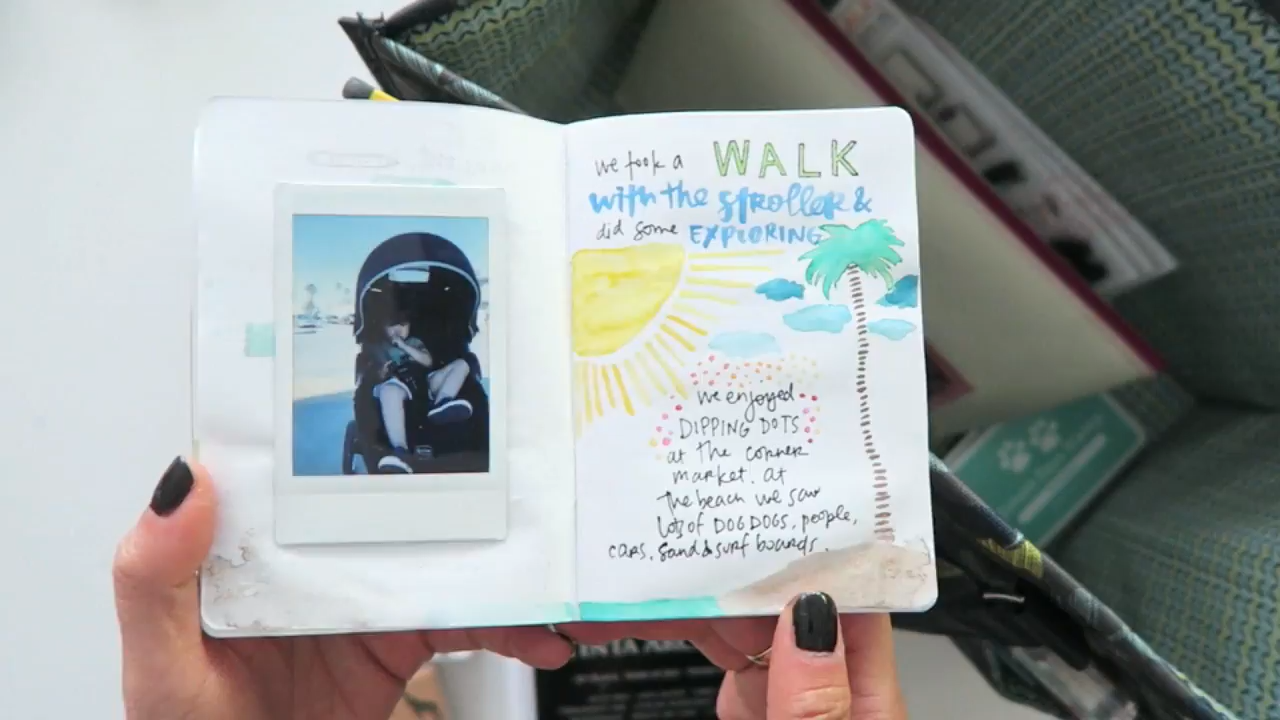 we took a WALK
with the stroller &
did some EXPLORING
we enjoyed
DIPPING DOTS
at the corner
market. at
the beach we saw
lots of DOG DOGS, people,
cars, sand & surf boards.